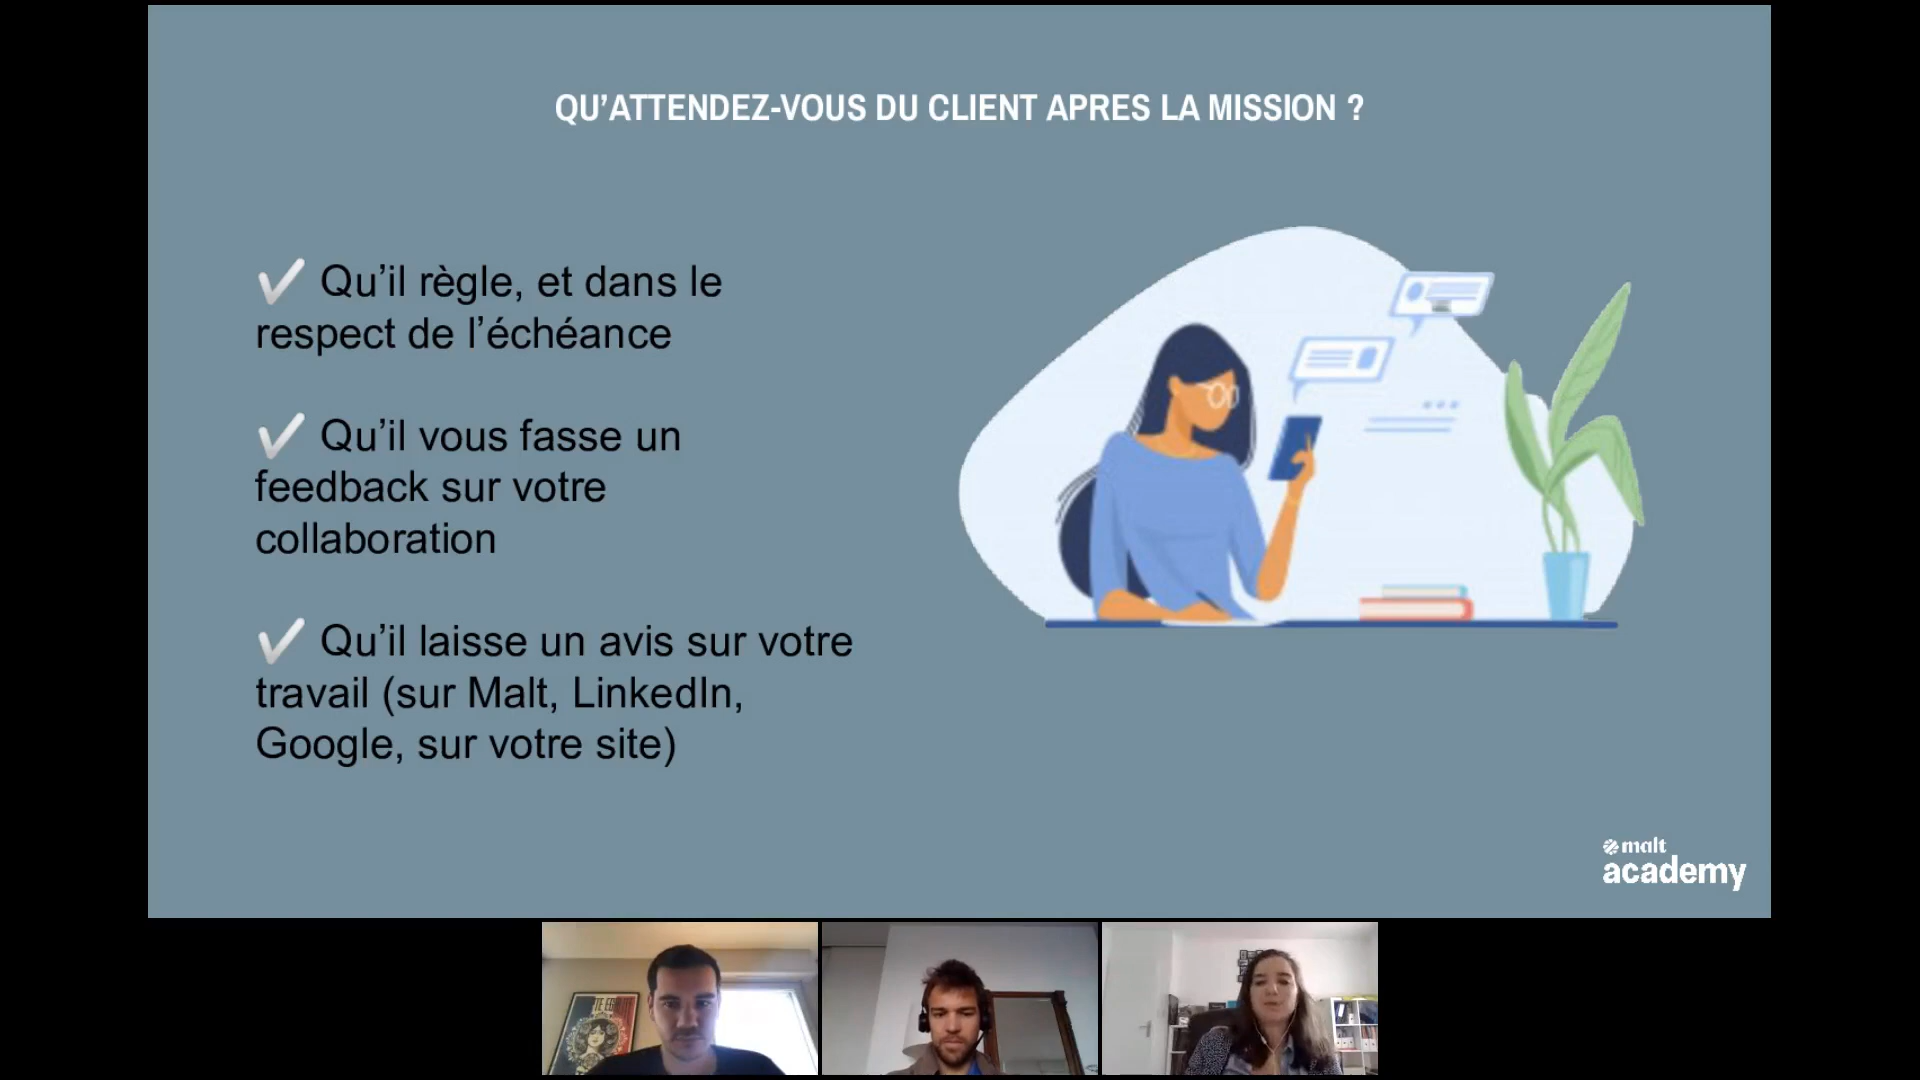 QU’ATTENDEZ-VOUS DU CLIENT APRES LA MISSION ?
✔ Qu’il règle, et dans le
respect de l’échéance
✔ Qu’il vous fasse un
feedback sur votre
collaboration
✔ Qu’il laisse un avis sur votre
travail (sur Malt, LinkedIn,
Google, sur votre site)
malt
academy